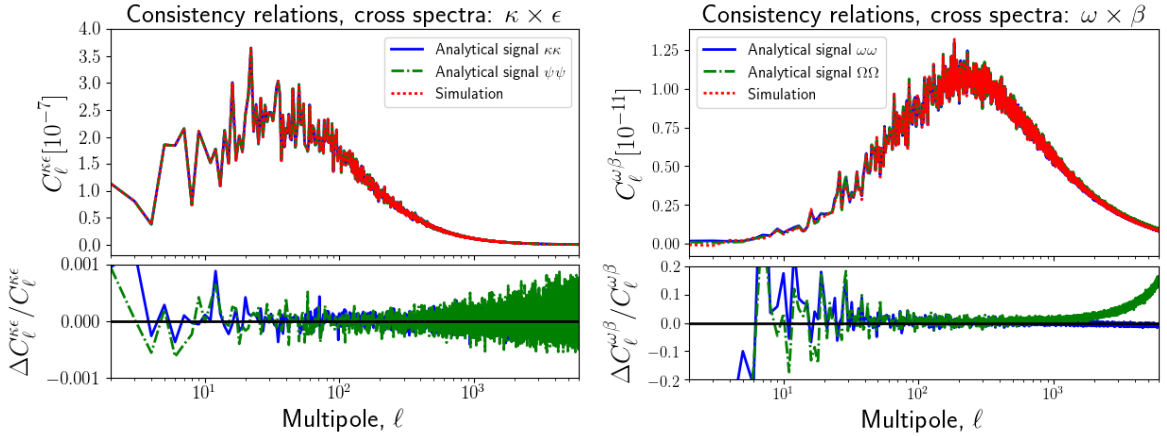 Consistency relations, cross spectra: κ × ϵ
C_ℓ^{κϵ}[10^{-7}]
4.0
3.5
3.0
2.5
2.0
1.5
1.0
0.5
0.0
Analytical signal κκ
Analytical signal ψψ
Simulation
ΔC_ℓ^{κϵ}/C_ℓ^{κϵ}
0.001
0.000
−0.001
10^1
10^2
10^3
Multipole, ℓ
Consistency relations, cross spectra: ω × β
C_ℓ^{ωβ}[10^{-11}]
1.25
1.00
0.75
0.50
0.25
0.00
Analytical signal ωω
Analytical signal ΩΩ
Simulation
ΔC_ℓ^{ωβ}/C_ℓ^{ωβ}
0.2
0.1
0.0
−0.1
−0.2
10^1
10^2
10^3
Multipole, ℓ